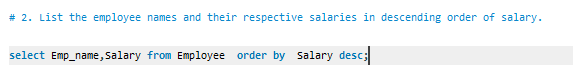 # 2. List the employee names and their respective salaries in descending order of salary.
select Emp_name,Salary from Employee  order by  Salary desc;